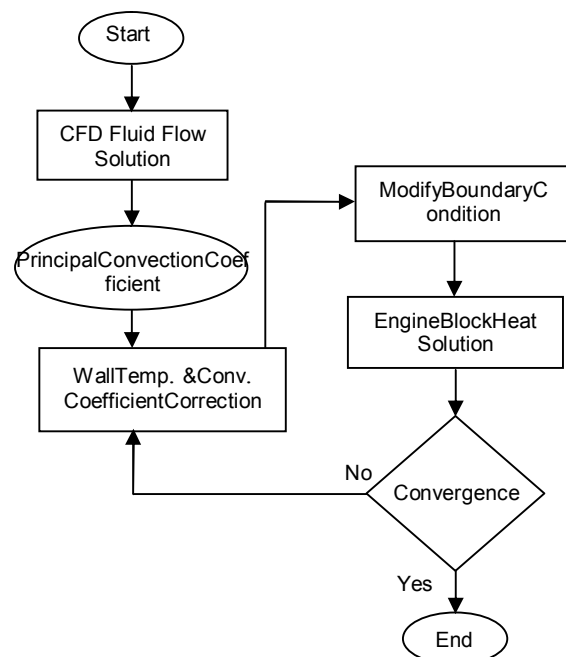 Start
CFD Fluid Flow
Solution
PrincipalConvectionCoef
ficient
WallTemp. &Conv.
CoefficientCorrection
ModifyBoundaryC
ondition
EngineBlockHeat
Solution
Convergence
No
Yes
End